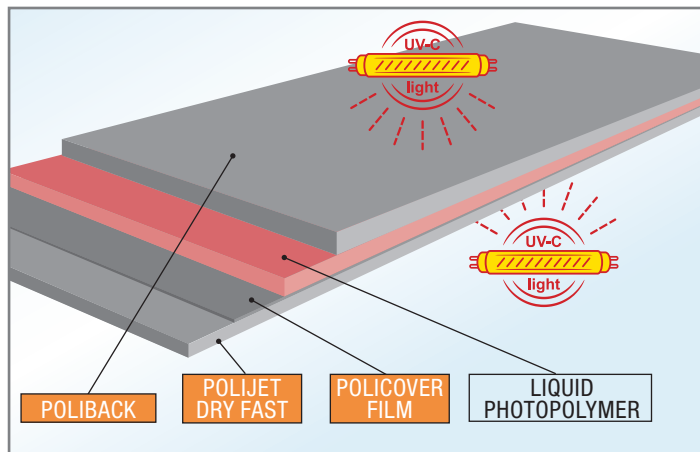 UV-C
light
UV-C
light
POLIBACK
POLIJET
DRY FAST
POLICOVER
FILM
LIQUID
PHOTOPOLYMER